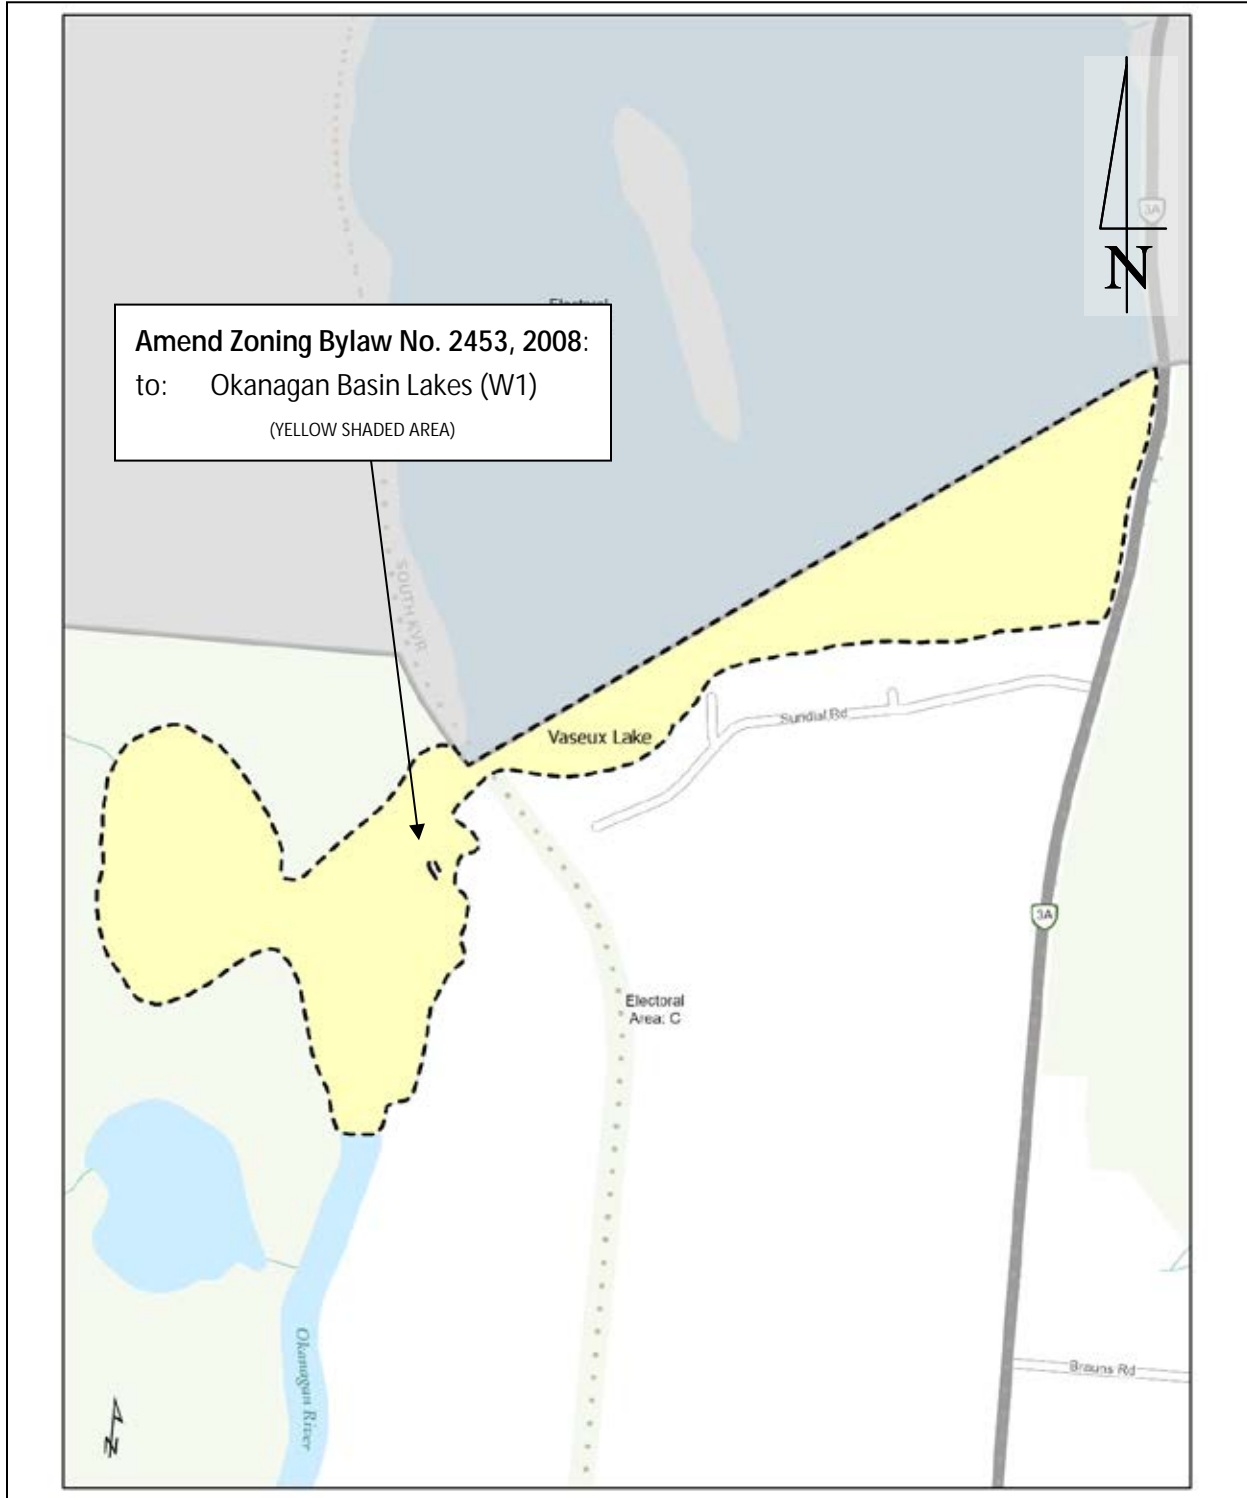 3A
N
Electoral
Amend Zoning Bylaw No. 2453, 2008:
to: Okanagan Basin Lakes (W1)
(YELLOW SHADED AREA)
SOUTH KVR
Sundial Rd
Vaseux Lake
3A
Electoral
Area: C
Okanagan River
Brauns Rd
N